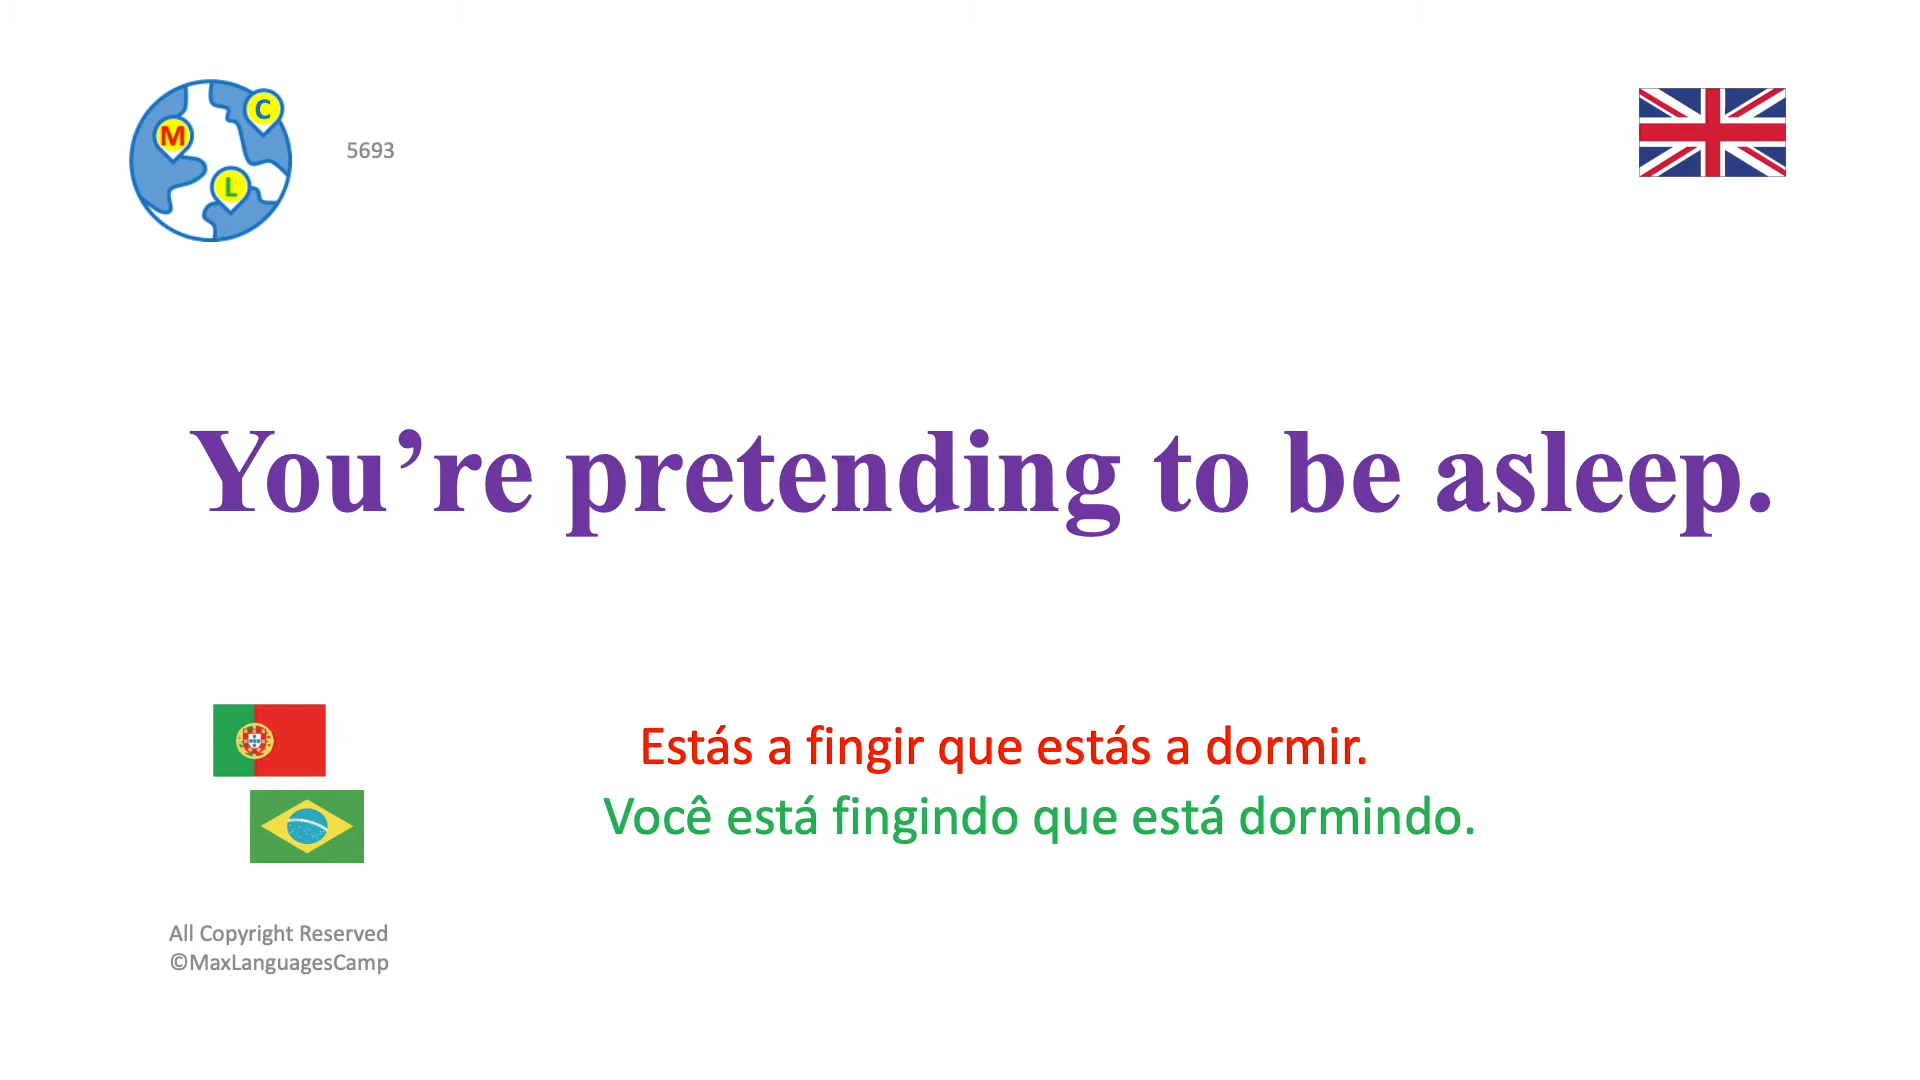 C
M
L
5693
You’re pretending to be asleep.
Estás a fingir que estás a dormir.
Você está fingindo que está dormindo.
All Copyright Reserved
©MaxLanguagesCamp